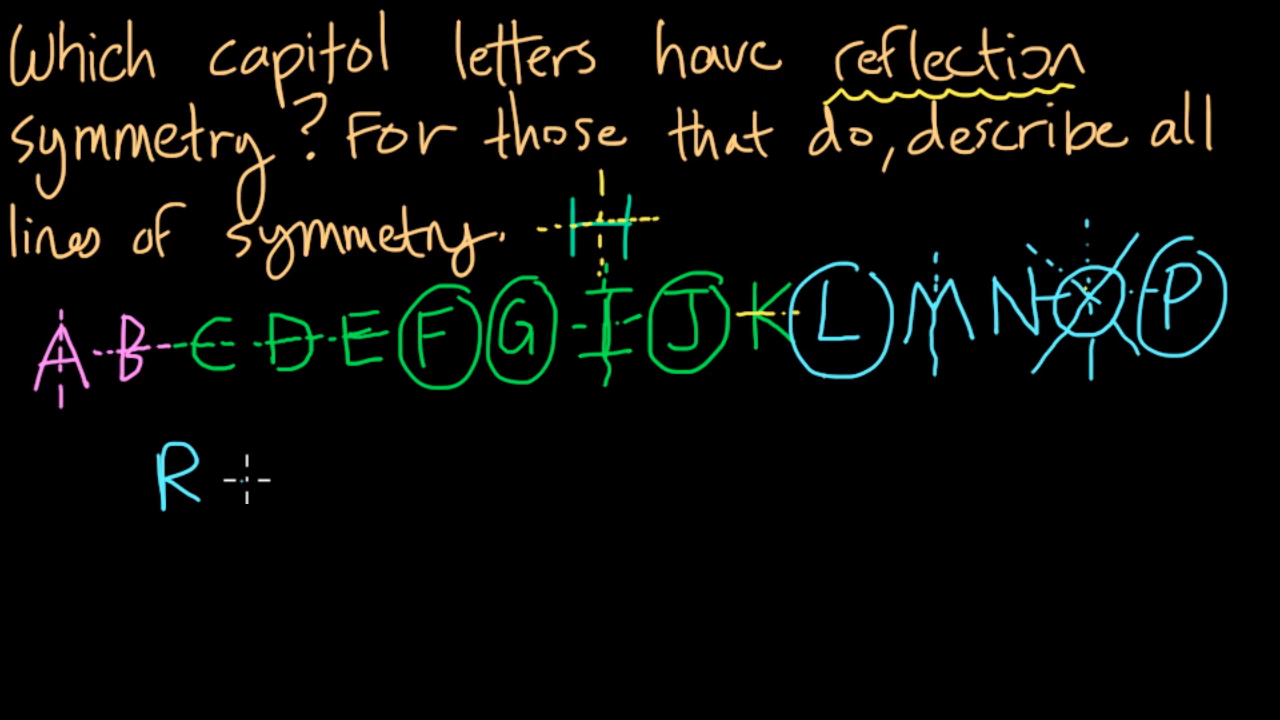 Which capitol letters have reflection
symmetry? For those that do, describe all
lines of symmetry. H
A B C D E F G I J K L M N O P
R